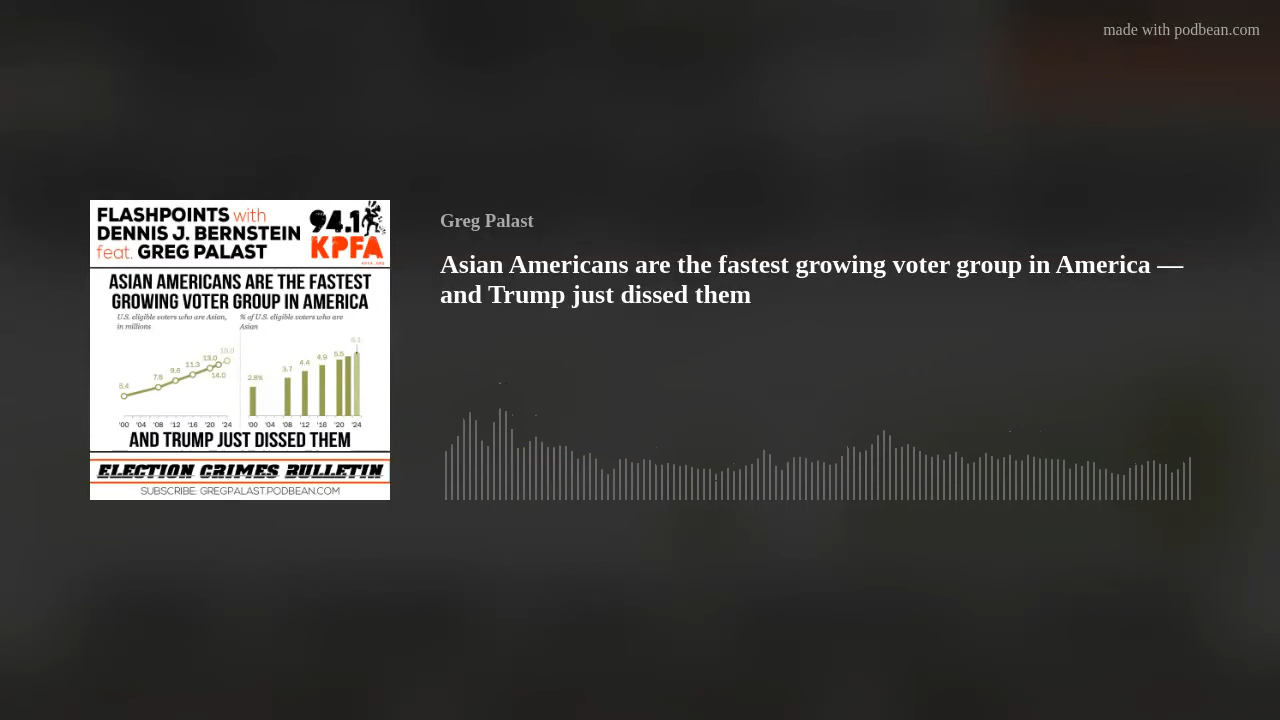 made with podbean.com
FLASHPOINTS with
DENNIS J. BERNSTEIN
feat. GREG PALAST
94.1
KPFA
ASIAN AMERICANS ARE THE FASTEST
GROWING VOTER GROUP IN AMERICA
U.S. eligible voters who are Asian,
in millions
5.4 7.8 9.6 11.3 13.0 14.0 15.0
'00 '04 '08 '12 '16 '20 '24
% of U.S. eligible voters who are
Asian
2.8% 3.7 4.4 4.9 5.5 6.1
'00 '04 '08 '12 '16 '20 '24
AND TRUMP JUST DISSED THEM
ELECTION CRIMES BULLETIN
SUBSCRIBE: GREGPALAST.PODBEAN.COM
Greg Palast
Asian Americans are the fastest growing voter group in America —
and Trump just dissed them